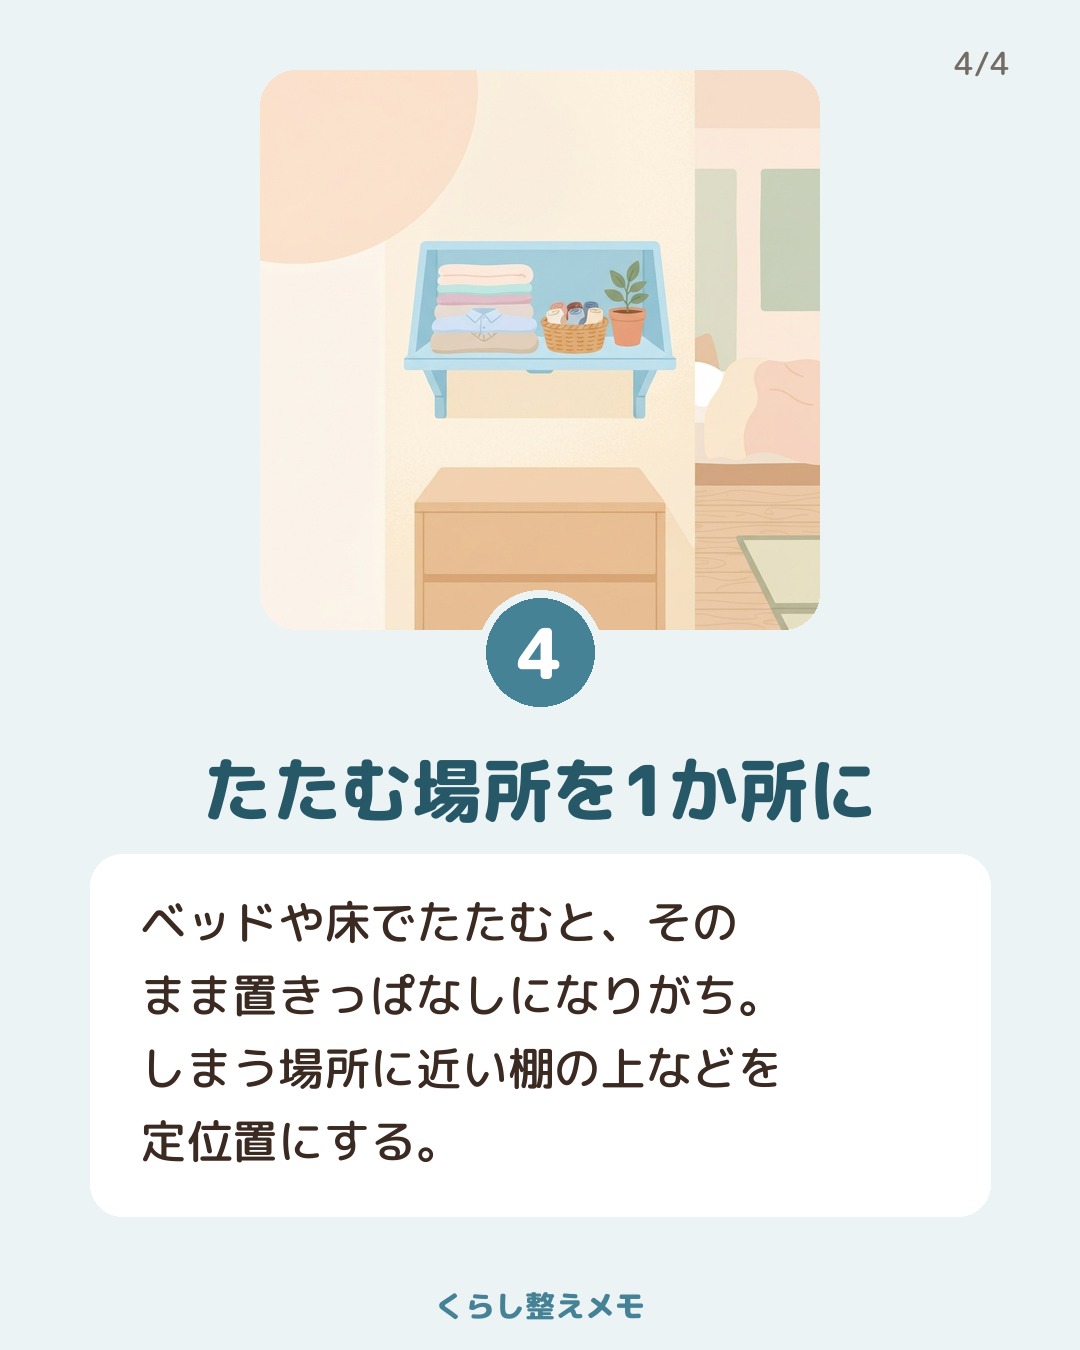 4/4
4
たたむ場所を1か所に
ベッドや床でたたむと、その
まま置きっぱなしになりがち。
しまう場所に近い棚の上などを
定位置にする。
くらし整えメモ